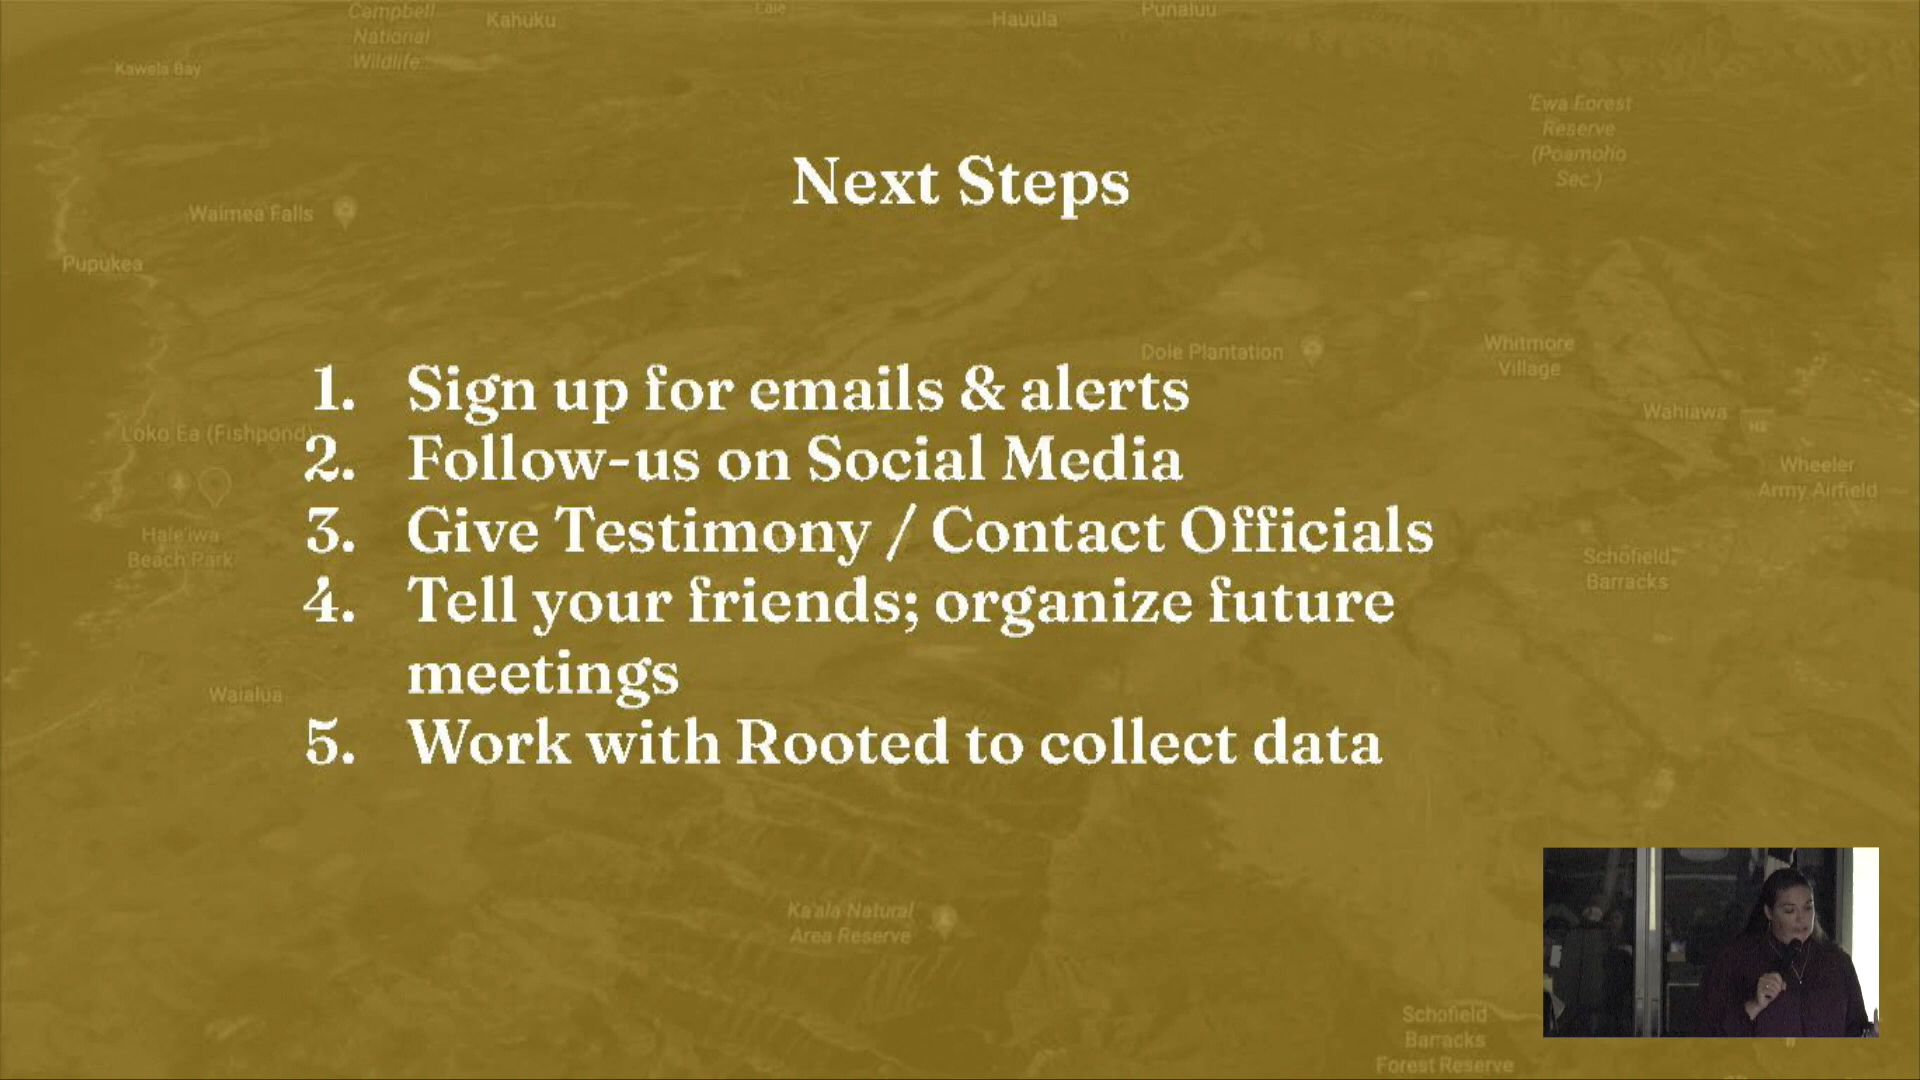 Campbell
National
Wildlife...
Kahuku
Laie
Hauula
Punaluu
Kawela Bay
'Ewa Forest
Reserve
(Poamoho
Sec.)
Waimea Falls
Pupukea
Next Steps
Dole Plantation
Whitmore
Village
Wahiawa
H2
Wheeler
Army Airfield
Loko Ea (Fishpond)
Hale'iwa
Beach Park
Schofield
Barracks
Waialua
1. Sign up for emails & alerts
2. Follow-us on Social Media
3. Give Testimony / Contact Officials
4. Tell your friends; organize future
meetings
5. Work with Rooted to collect data
Ka'ala Natural
Area Reserve
Schofield
Barracks
Forest Reserve